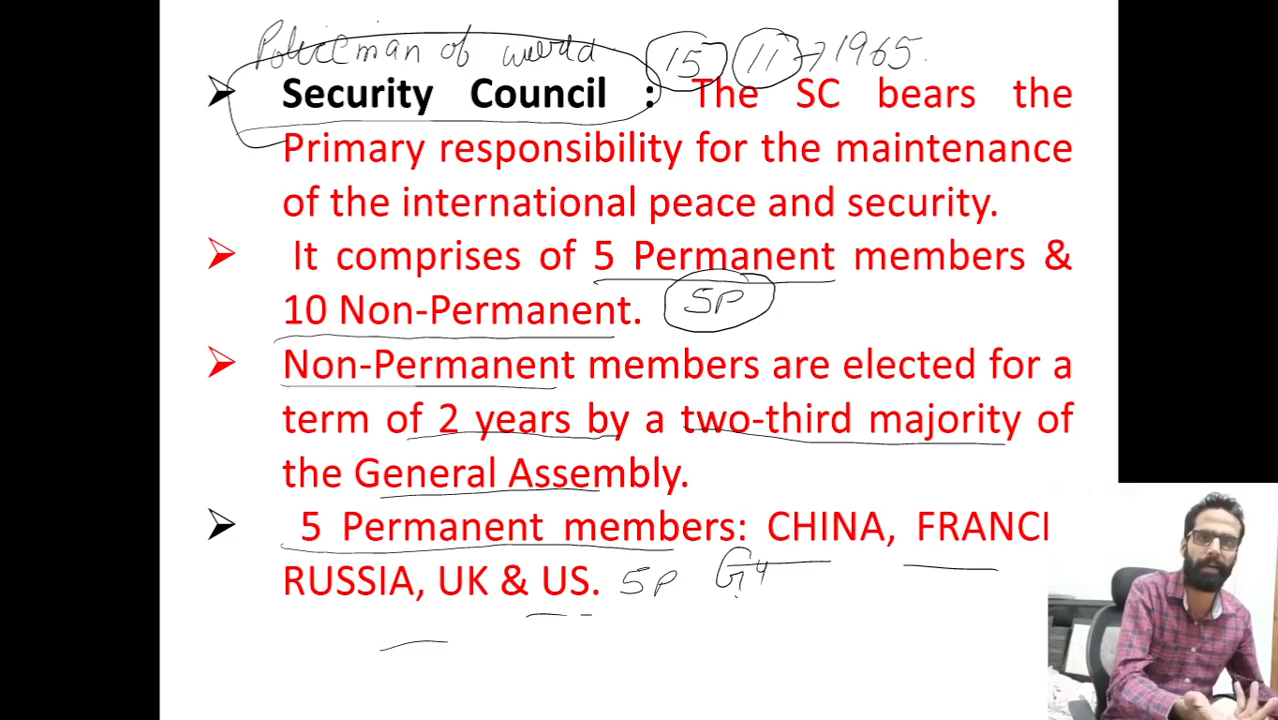 Policeman of world 15 11 → 1965.
➤ Security Council : The SC bears the
Primary responsibility for the maintenance
of the international peace and security.
➤ It comprises of 5 Permanent members &
10 Non-Permanent. 5P
➤ Non-Permanent members are elected for a
term of 2 years by a two-third majority of
the General Assembly.
➤ 5 Permanent members: CHINA, FRANC
RUSSIA, UK & US. 5P G4